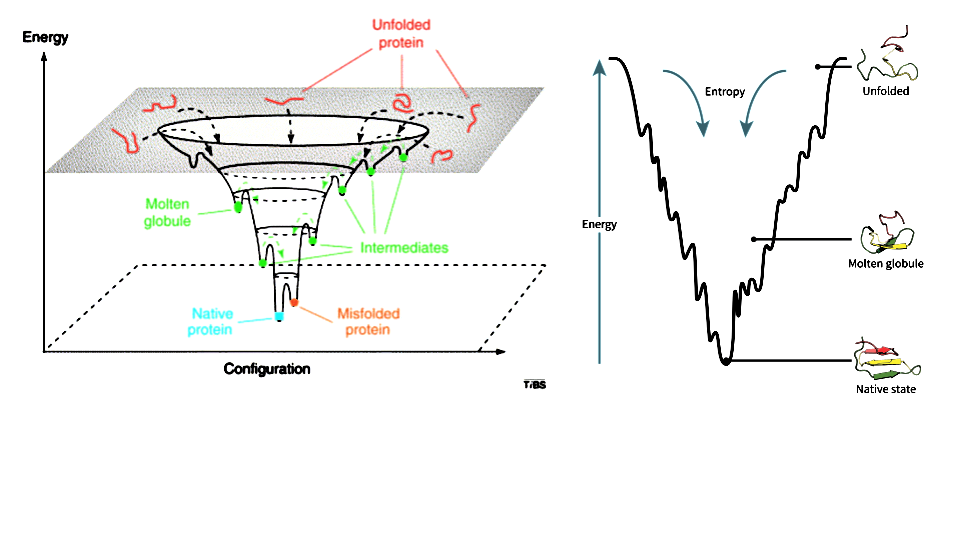 Energy
Unfolded
protein
Molten
globule
Intermediates
Native
protein
Misfolded
protein
Configuration
TiBS
Entropy
Energy
Unfolded
Molten globule
Native state